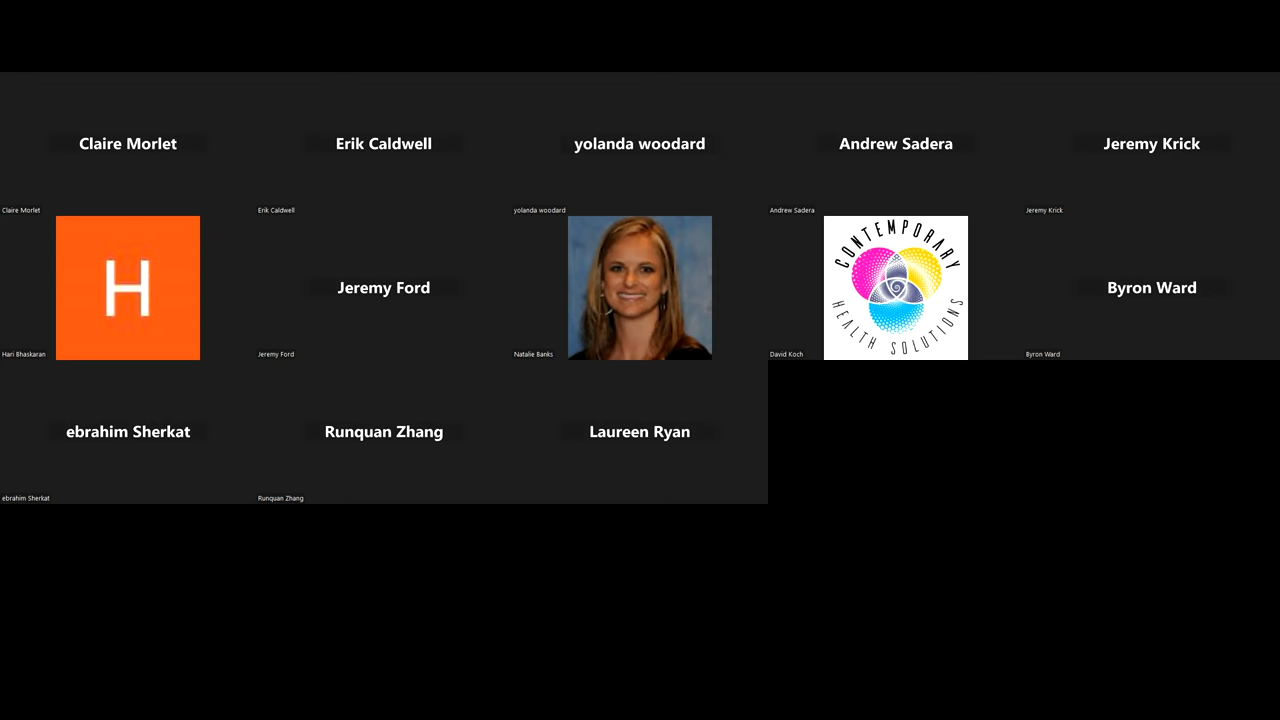 Claire Morlet
Erik Caldwell
yolanda woodard
Andrew Sadera
Jeremy Krick
Claire Morlet
Erik Caldwell
yolanda woodard
Andrew Sadera
Jeremy Krick
H
Jeremy Ford
CONTEMPORARY
HEALTH SOLUTIONS
Byron Ward
Hari Bhaskaran
Jeremy Ford
Natalie Banks
David Koch
Byron Ward
ebrahim Sherkat
Runquan Zhang
Laureen Ryan
ebrahim Sherkat
Runquan Zhang